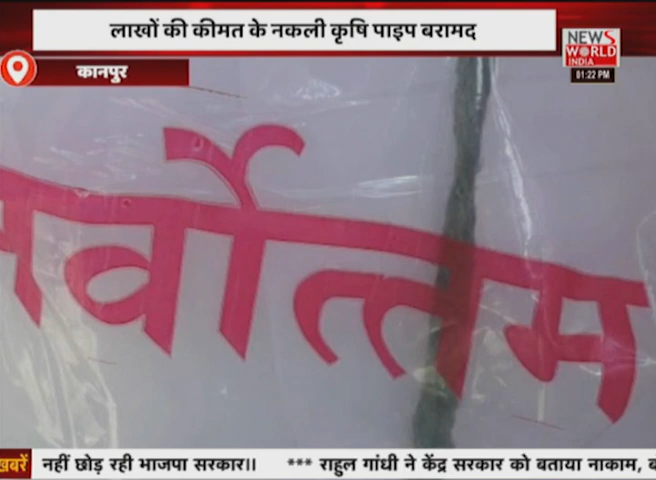 लाखों की कीमत के नकली कृषि पाइप बरामद
NEWS
WORLD
INDIA
01:22 PM
कानपुर
र्वोत्तम
खबरें नहीं छोड़ रही भाजपा सरकार।। *** राहुल गांधी ने केंद्र सरकार को बताया नाकाम,